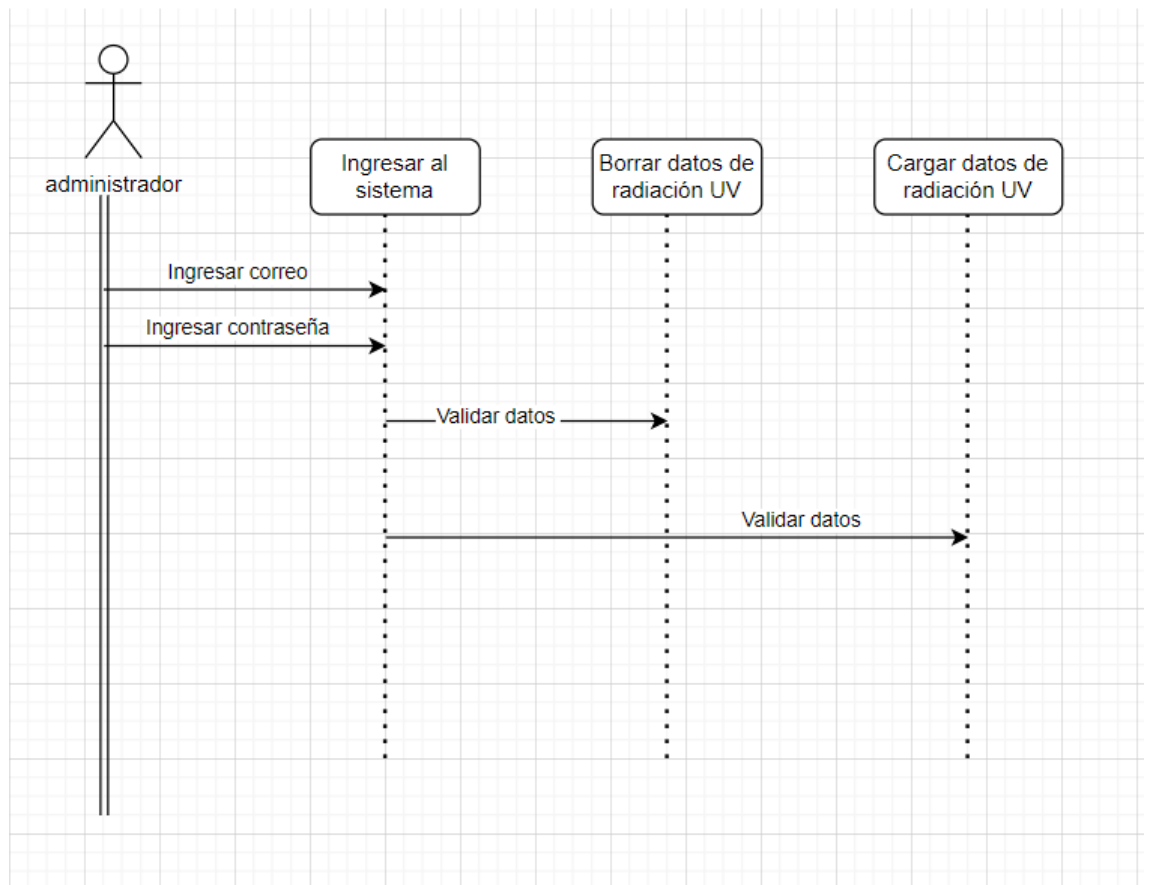 administrador
Ingresar al
sistema
Borrar datos de
radiación UV
Cargar datos de
radiación UV
Ingresar correo
Ingresar contraseña
Validar datos
Validar datos